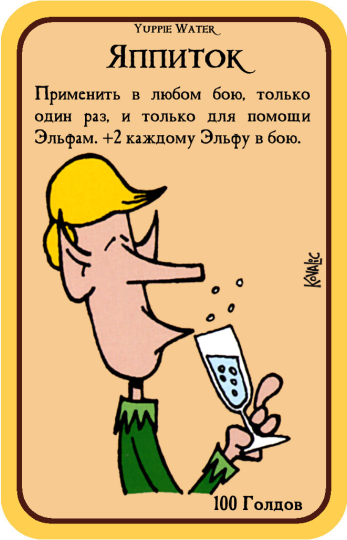 Yuppie Water
Яппиток
Применить в любом бою, только
один раз, и только для помощи
Эльфам. +2 каждому Эльфу в бою.
Kovalic
100 Голдов